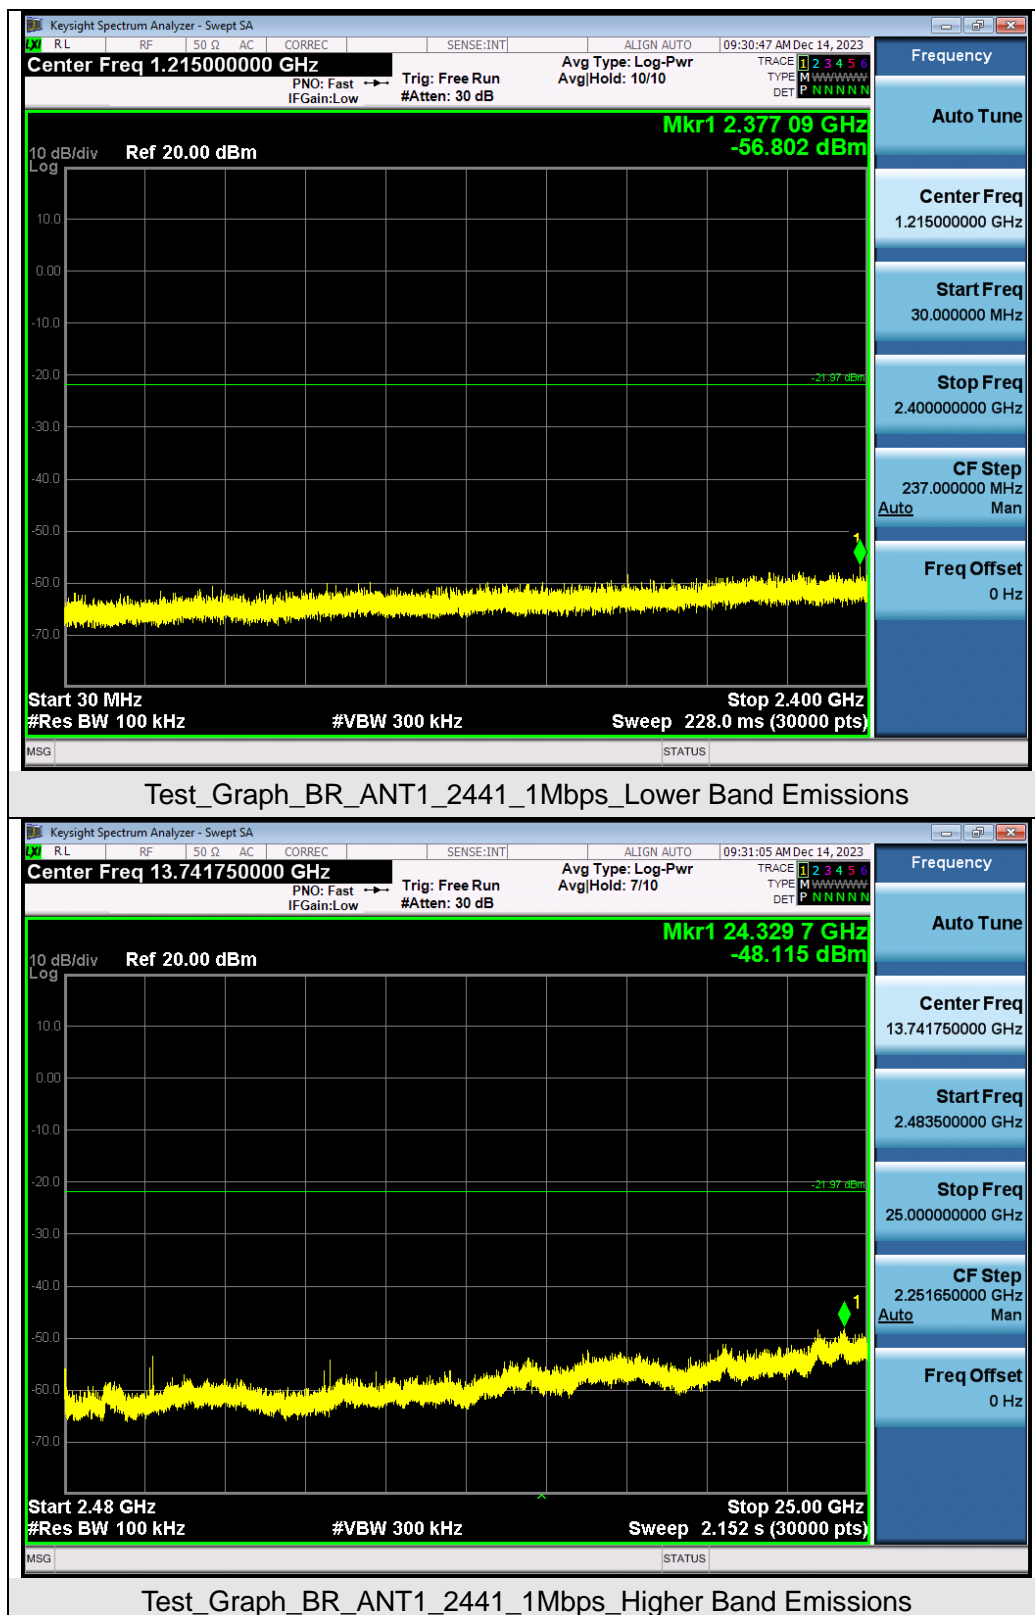 Keysight Spectrum Analyzer - Swept SA
LXI RL RF 50 Ω AC CORREC SENSE:INT ALIGN AUTO 09:30:47 AM Dec 14, 2023
Center Freq 1.215000000 GHz
PNO: Fast
IFGain:Low
Trig: Free Run
#Atten: 30 dB
Avg Type: Log-Pwr
Avg|Hold: 10/10
TRACE 1 2 3 4 5 6
TYPE M WWWWW
DET P N N N N N
Frequency
Auto Tune
Center Freq
1.215000000 GHz
Start Freq
30.000000 MHz
Stop Freq
2.400000000 GHz
CF Step
237.000000 MHz
Auto Man
Freq Offset
0 Hz
Mkr1 2.377 09 GHz
-56.802 dBm
10 dB/div Ref 20.00 dBm
Log
10.0
0.00
-10.0
-20.0
-21.97 dBm
-30.0
-40.0
-50.0
1
-60.0
-70.0
Start 30 MHz Stop 2.400 GHz
#Res BW 100 kHz #VBW 300 kHz Sweep 228.0 ms (30000 pts)
MSG STATUS
Test_Graph_BR_ANT1_2441_1Mbps_Lower Band Emissions
Keysight Spectrum Analyzer - Swept SA
LXI RL RF 50 Ω AC CORREC SENSE:INT ALIGN AUTO 09:31:05 AM Dec 14, 2023
Center Freq 13.741750000 GHz
PNO: Fast
IFGain:Low
Trig: Free Run
#Atten: 30 dB
Avg Type: Log-Pwr
Avg|Hold: 7/10
TRACE 1 2 3 4 5 6
TYPE M WWWWW
DET P N N N N N
Frequency
Auto Tune
Center Freq
13.741750000 GHz
Start Freq
2.483500000 GHz
Stop Freq
25.000000000 GHz
CF Step
2.251650000 GHz
Auto Man
Freq Offset
0 Hz
Mkr1 24.329 7 GHz
-48.115 dBm
10 dB/div Ref 20.00 dBm
Log
10.0
0.00
-10.0
-20.0
-21.97 dBm
-30.0
-40.0
1
-50.0
-60.0
-70.0
Start 2.48 GHz Stop 25.00 GHz
#Res BW 100 kHz #VBW 300 kHz Sweep 2.152 s (30000 pts)
MSG STATUS
Test_Graph_BR_ANT1_2441_1Mbps_Higher Band Emissions